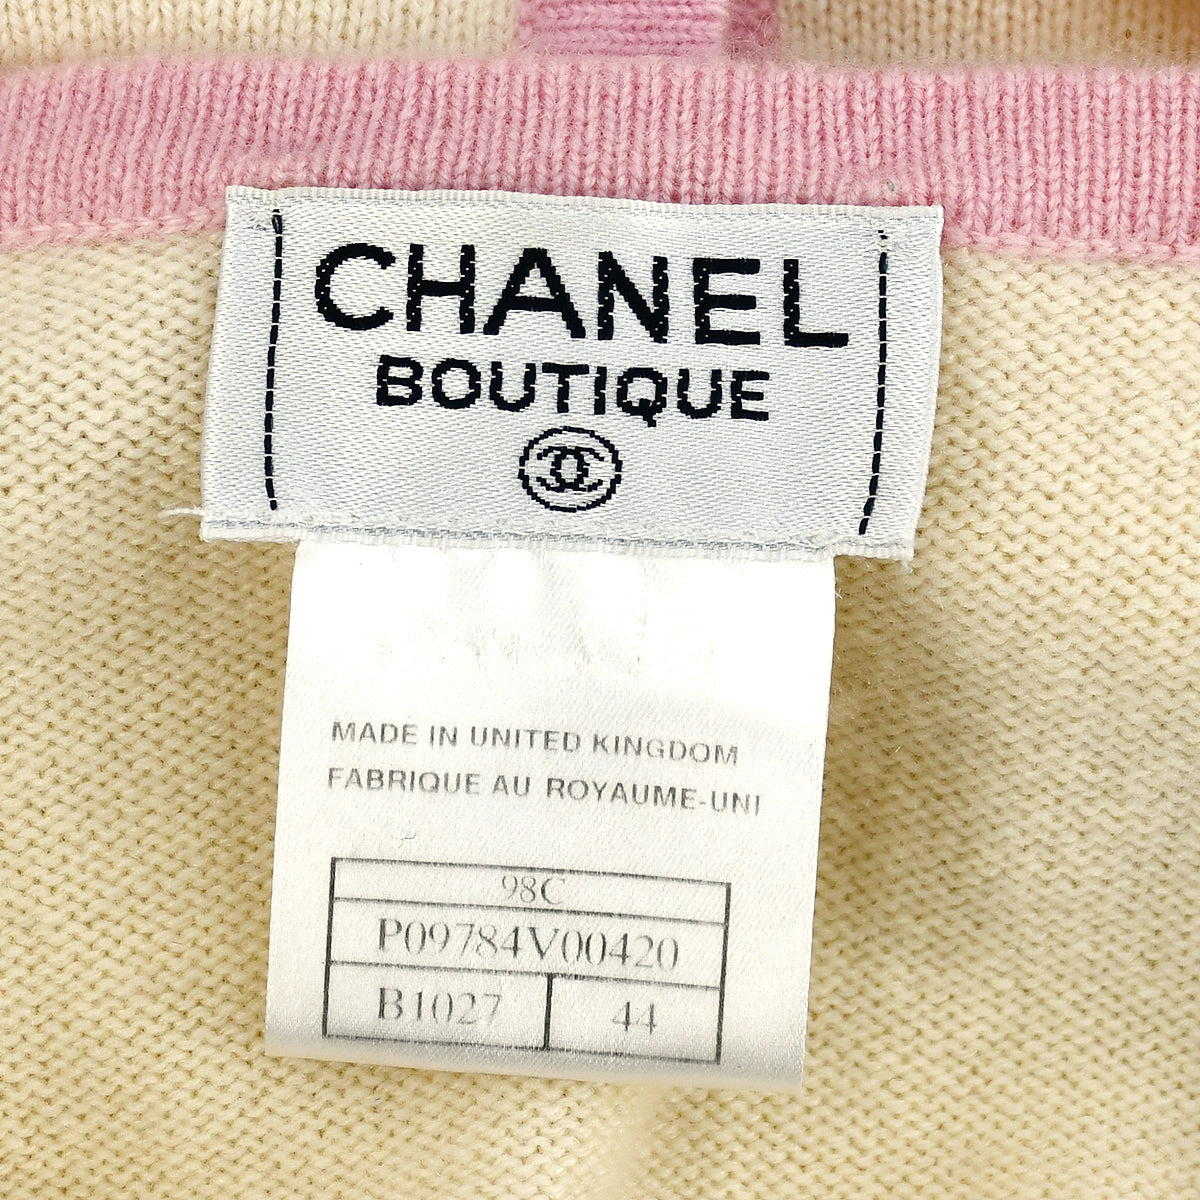 CHANEL
BOUTIQUE
MADE IN UNITED KINGDOM
FABRIQUE AU ROYAUME-UNI
98C
P09784V00420
B1027 44